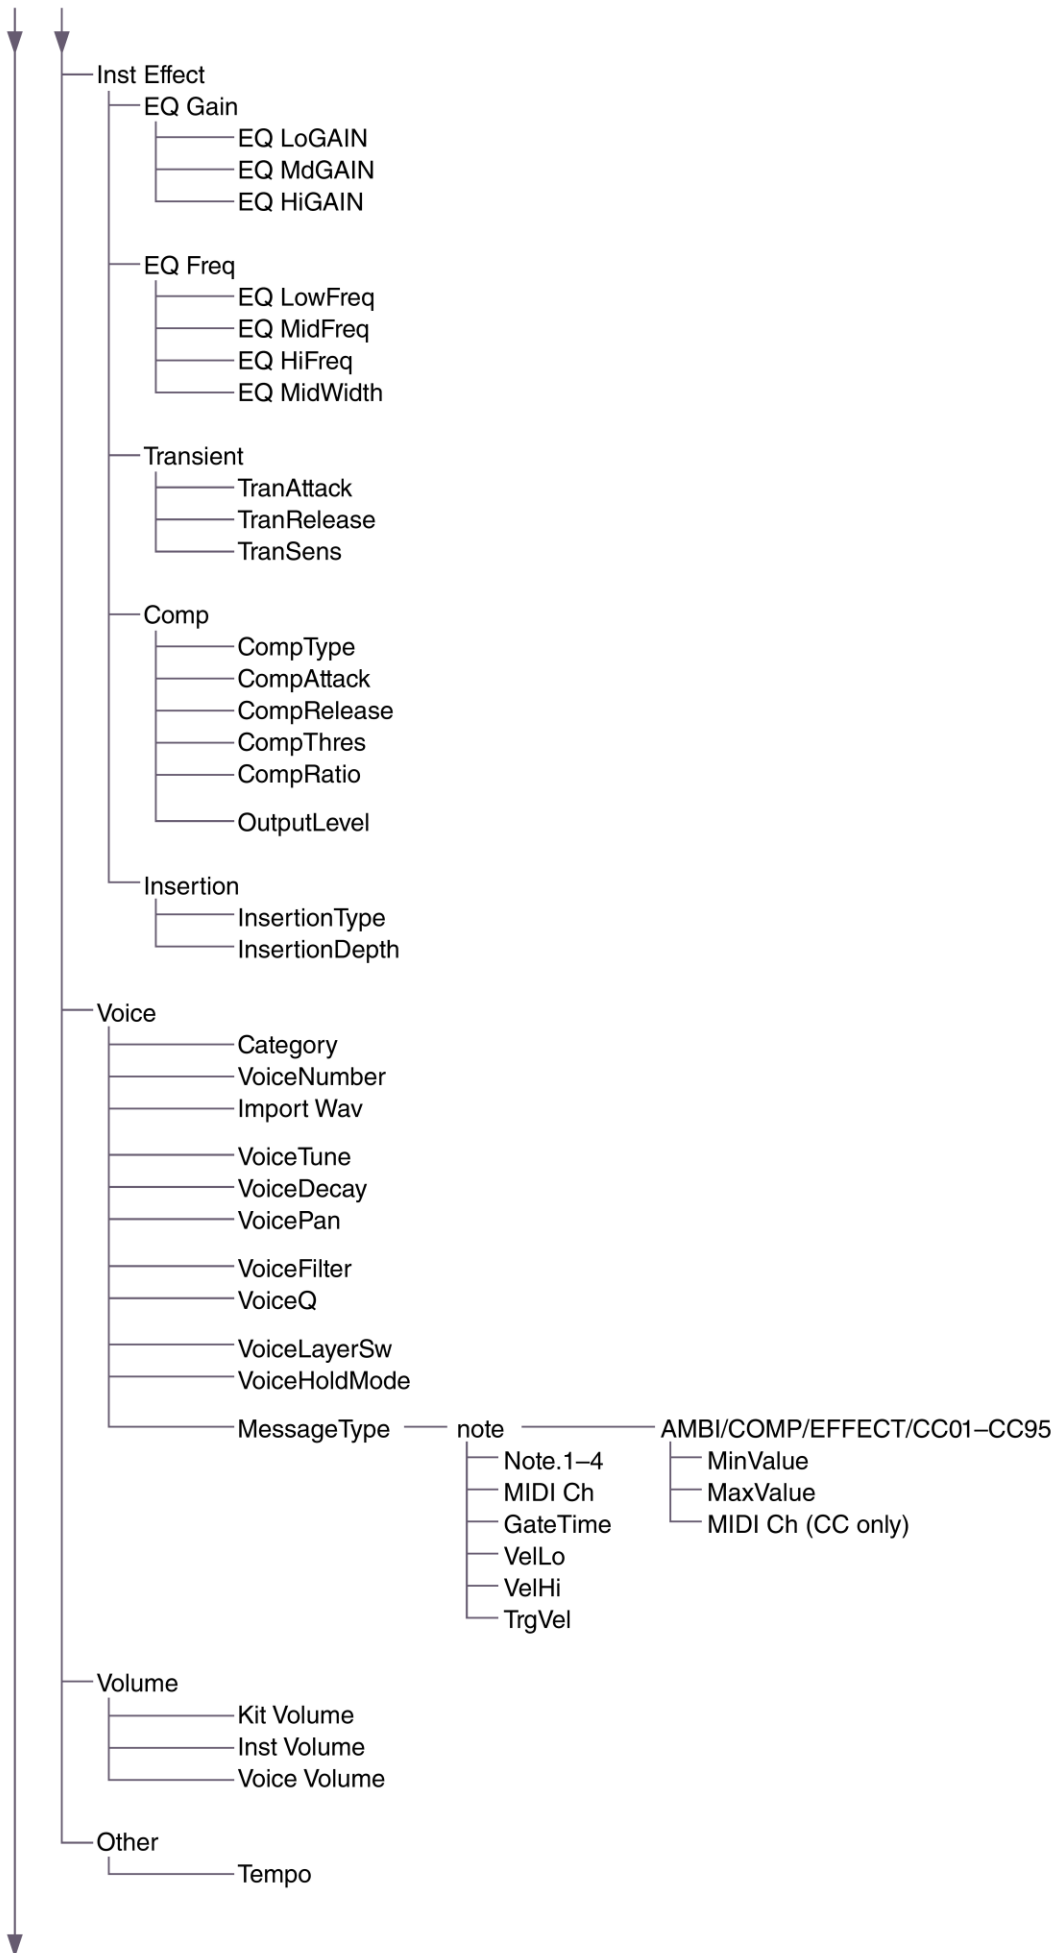 Inst Effect
EQ Gain
EQ LoGAIN
EQ MdGAIN
EQ HiGAIN
EQ Freq
EQ LowFreq
EQ MidFreq
EQ HiFreq
EQ MidWidth
Transient
TranAttack
TranRelease
TranSens
Comp
CompType
CompAttack
CompRelease
CompThres
CompRatio
OutputLevel
Insertion
InsertionType
InsertionDepth
Voice
Category
VoiceNumber
Import Wav
VoiceTune
VoiceDecay
VoicePan
VoiceFilter
VoiceQ
VoiceLayerSw
VoiceHoldMode
MessageType note AMBI/COMP/EFFECT/CC01–CC95
Note.1–4 MinValue
MIDI Ch MaxValue
GateTime MIDI Ch (CC only)
VelLo
VelHi
TrgVel
Volume
Kit Volume
Inst Volume
Voice Volume
Other
Tempo